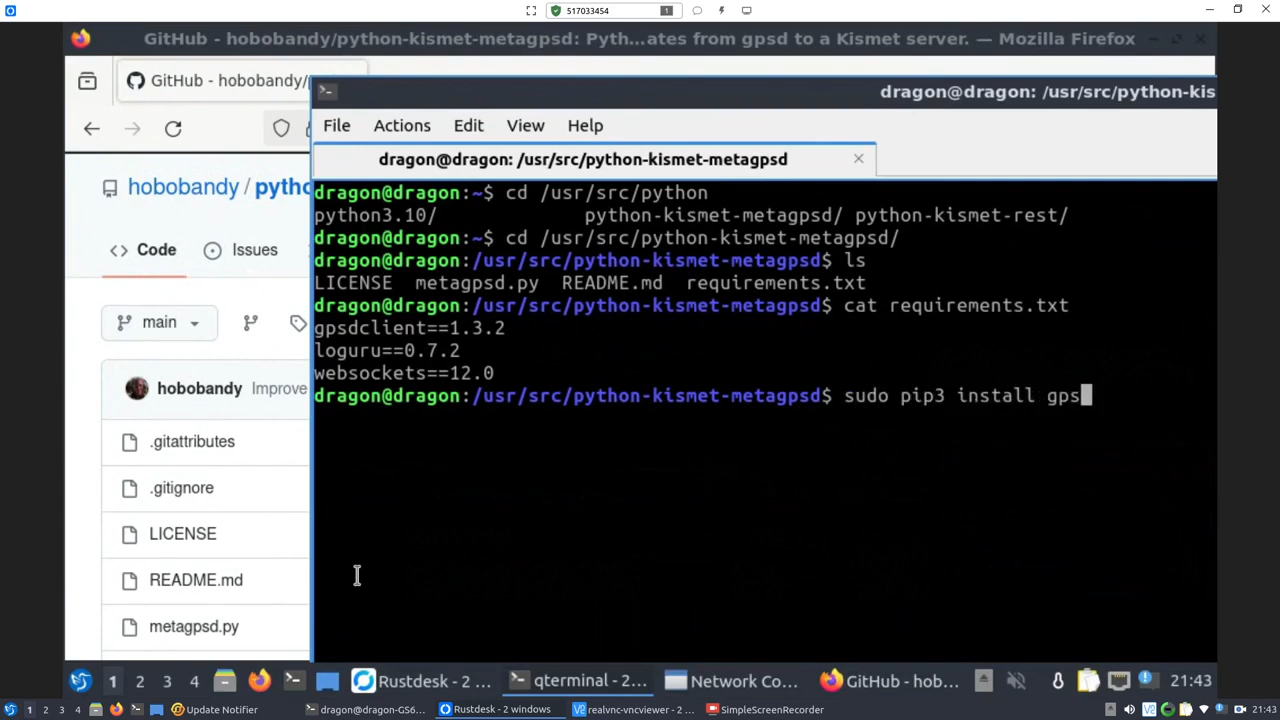 517033454
1
GitHub - hobobandy/python-kismet-metagpsd: Pyth...ates from gpsd to a Kismet server. — Mozilla Firefox
GitHub - hobobandy/
dragon@dragon: /usr/src/python-kis
File Actions Edit View Help
dragon@dragon: /usr/src/python-kismet-metagpsd
hobobandy / pytho
Code
Issues
main
hobobandy Improve
.gitattributes
.gitignore
LICENSE
README.md
metagpsd.py
dragon@dragon:~$ cd /usr/src/python
python3.10/ python-kismet-metagpsd/ python-kismet-rest/
dragon@dragon:~$ cd /usr/src/python-kismet-metagpsd/
dragon@dragon:/usr/src/python-kismet-metagpsd$ ls
LICENSE metagpsd.py README.md requirements.txt
dragon@dragon:/usr/src/python-kismet-metagpsd$ cat requirements.txt
gpsdclient==1.3.2
loguru==0.7.2
websockets==12.0
dragon@dragon:/usr/src/python-kismet-metagpsd$ sudo pip3 install gps
1 2 3 4 Rustdesk - 2 ... qterminal - 2... Network Co... GitHub - hob... 21:43
1 2 3 4 Update Notifier dragon@dragon-GS6... Rustdesk - 2 windows realvnc-vncviewer - 2 ... SimpleScreenRecorder 21:43